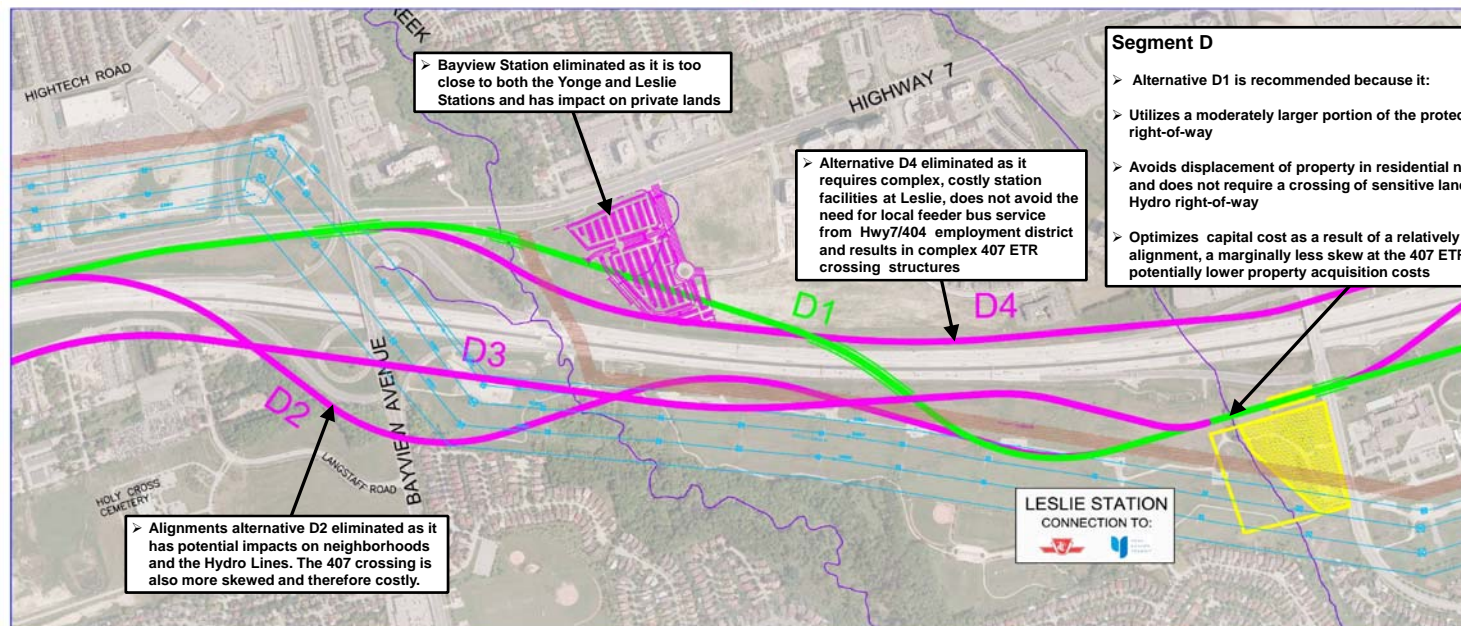 CREEK
HIGHTECH ROAD
➢ Bayview Station eliminated as it is too
close to both the Yonge and Leslie
Stations and has impact on private lands
HIGHWAY 7
Segment D
➢ Alternative D1 is recommended because it:
➢ Utilizes a moderately larger portion of the protec
right-of-way
➢ Avoids displacement of property in residential n
and does not require a crossing of sensitive land
Hydro right-of-way
➢ Optimizes capital cost as a result of a relatively
alignment, a marginally less skew at the 407 ETR
potentially lower property acquisition costs
➢ Alternative D4 eliminated as it
requires complex, costly station
facilities at Leslie, does not avoid the
need for local feeder bus service
from Hwy7/404 employment district
and results in complex 407 ETR
crossing structures
D1
D4
D3
D2
BAYVIEW AVENUE
LANGSTAFF ROAD
HOLY CROSS
CEMETERY
➢ Alignments alternative D2 eliminated as it
has potential impacts on neighborhoods
and the Hydro Lines. The 407 crossing is
also more skewed and therefore costly.
LESLIE STATION
CONNECTION TO: